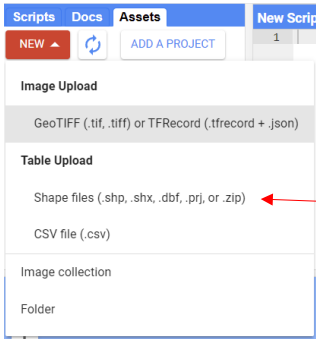 Scripts Docs Assets New Scrip
NEW ADD A PROJECT 1
Image Upload
GeoTIFF (.tif, .tiff) or TFRecord (.tfrecord + .json)
Table Upload
Shape files (.shp, .shx, .dbf, .prj, or .zip)
CSV file (.csv)
Image collection
Folder